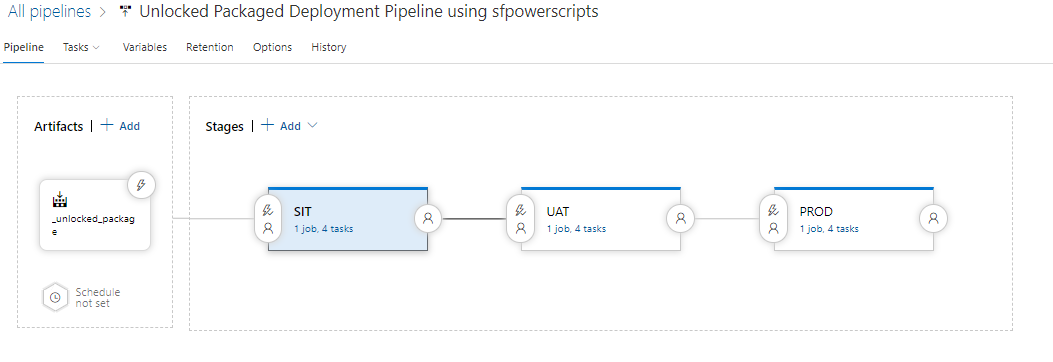 All pipelines > Unlocked Packaged Deployment Pipeline using sfpowerscripts
Pipeline Tasks Variables Retention Options History
Artifacts | + Add
Stages | + Add
_unlocked_packag
e
Schedule
not set
SIT
1 job, 4 tasks
UAT
1 job, 4 tasks
PROD
1 job, 4 tasks